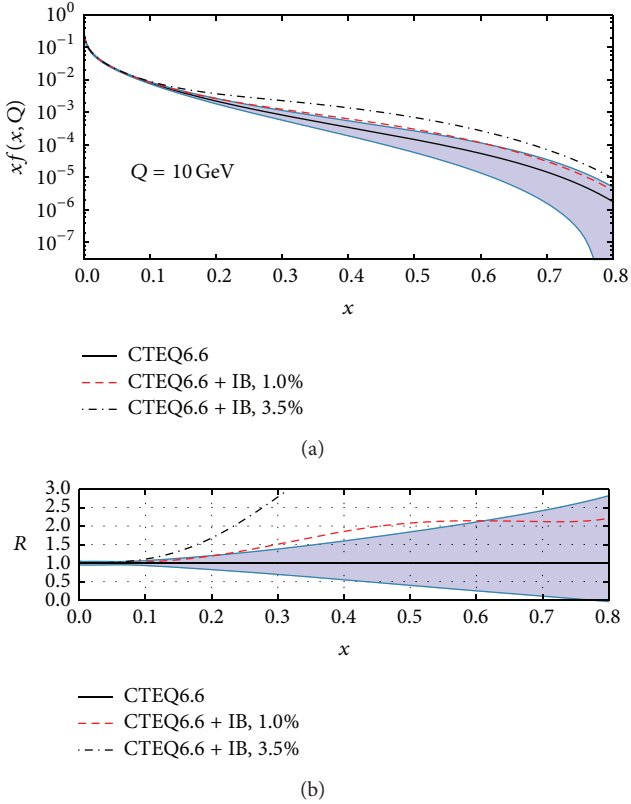 10^0
10^-1
10^-2
10^-3
10^-4
10^-5
10^-6
10^-7
xf(x, Q)
Q = 10 GeV
0.0 0.1 0.2 0.3 0.4 0.5 0.6 0.7 0.8
x
CTEQ6.6
CTEQ6.6 + IB, 1.0%
CTEQ6.6 + IB, 3.5%
(a)
3.0
2.5
2.0
1.5
R
1.0
0.5
0.0
0.0 0.1 0.2 0.3 0.4 0.5 0.6 0.7 0.8
x
CTEQ6.6
CTEQ6.6 + IB, 1.0%
CTEQ6.6 + IB, 3.5%
(b)